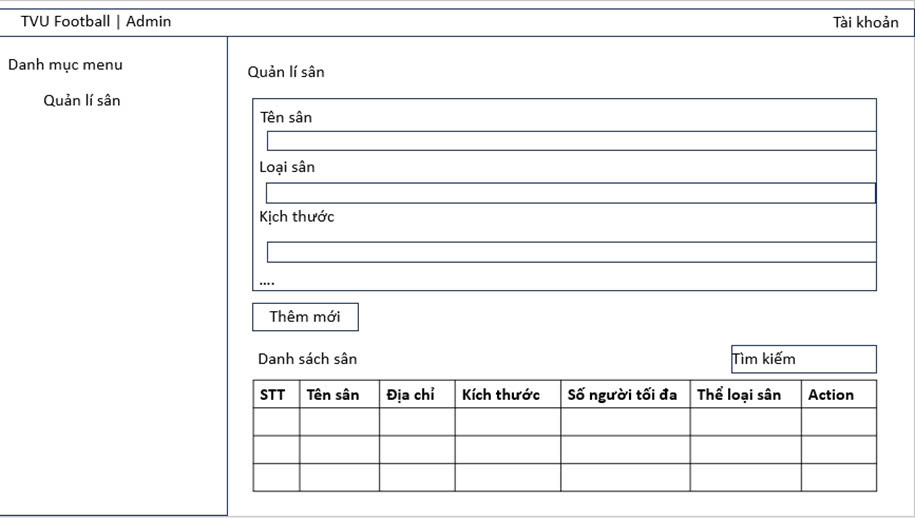 TVU Football | Admin
Tài khoản
Danh mục menu
Quản lí sân
Quản lí sân
Tên sân
Loại sân
Kịch thước
....
Thêm mới
Danh sách sân
Tìm kiếm
STT Tên sân Địa chỉ Kích thước Số người tối đa Thể loại sân Action